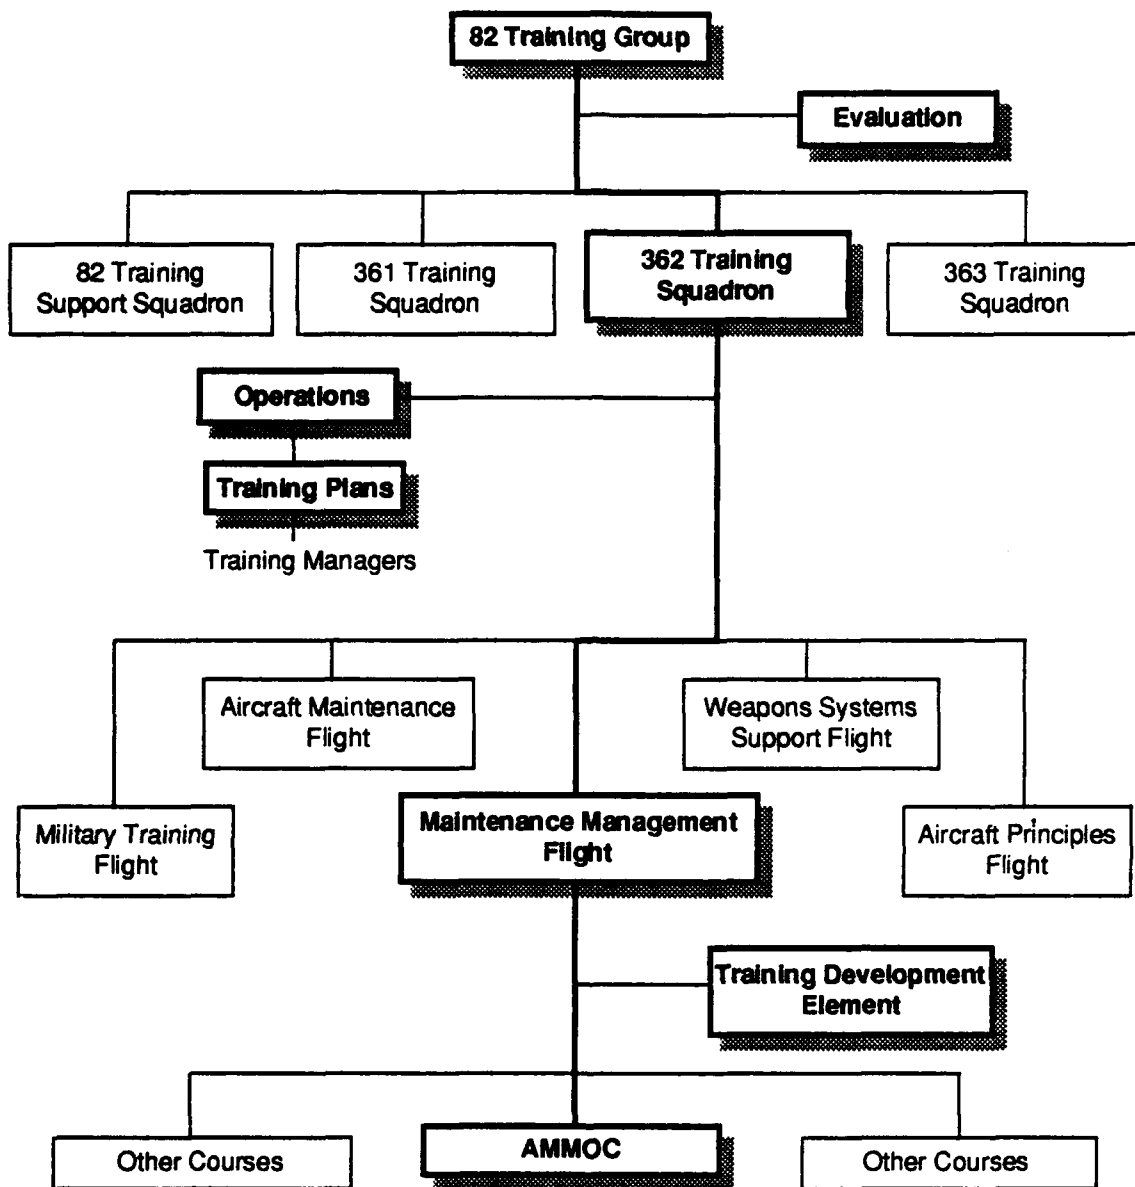 82 Training Group
Evaluation
82 Training
Support Squadron
361 Training
Squadron
362 Training
Squadron
363 Training
Squadron
Operations
Training Plans
Training Managers
Aircraft Maintenance
Flight
Weapons Systems
Support Flight
Military Training
Flight
Maintenance Management
Flight
Aircraft Principles
Flight
Training Development
Element
Other Courses
AMMOC
Other Courses